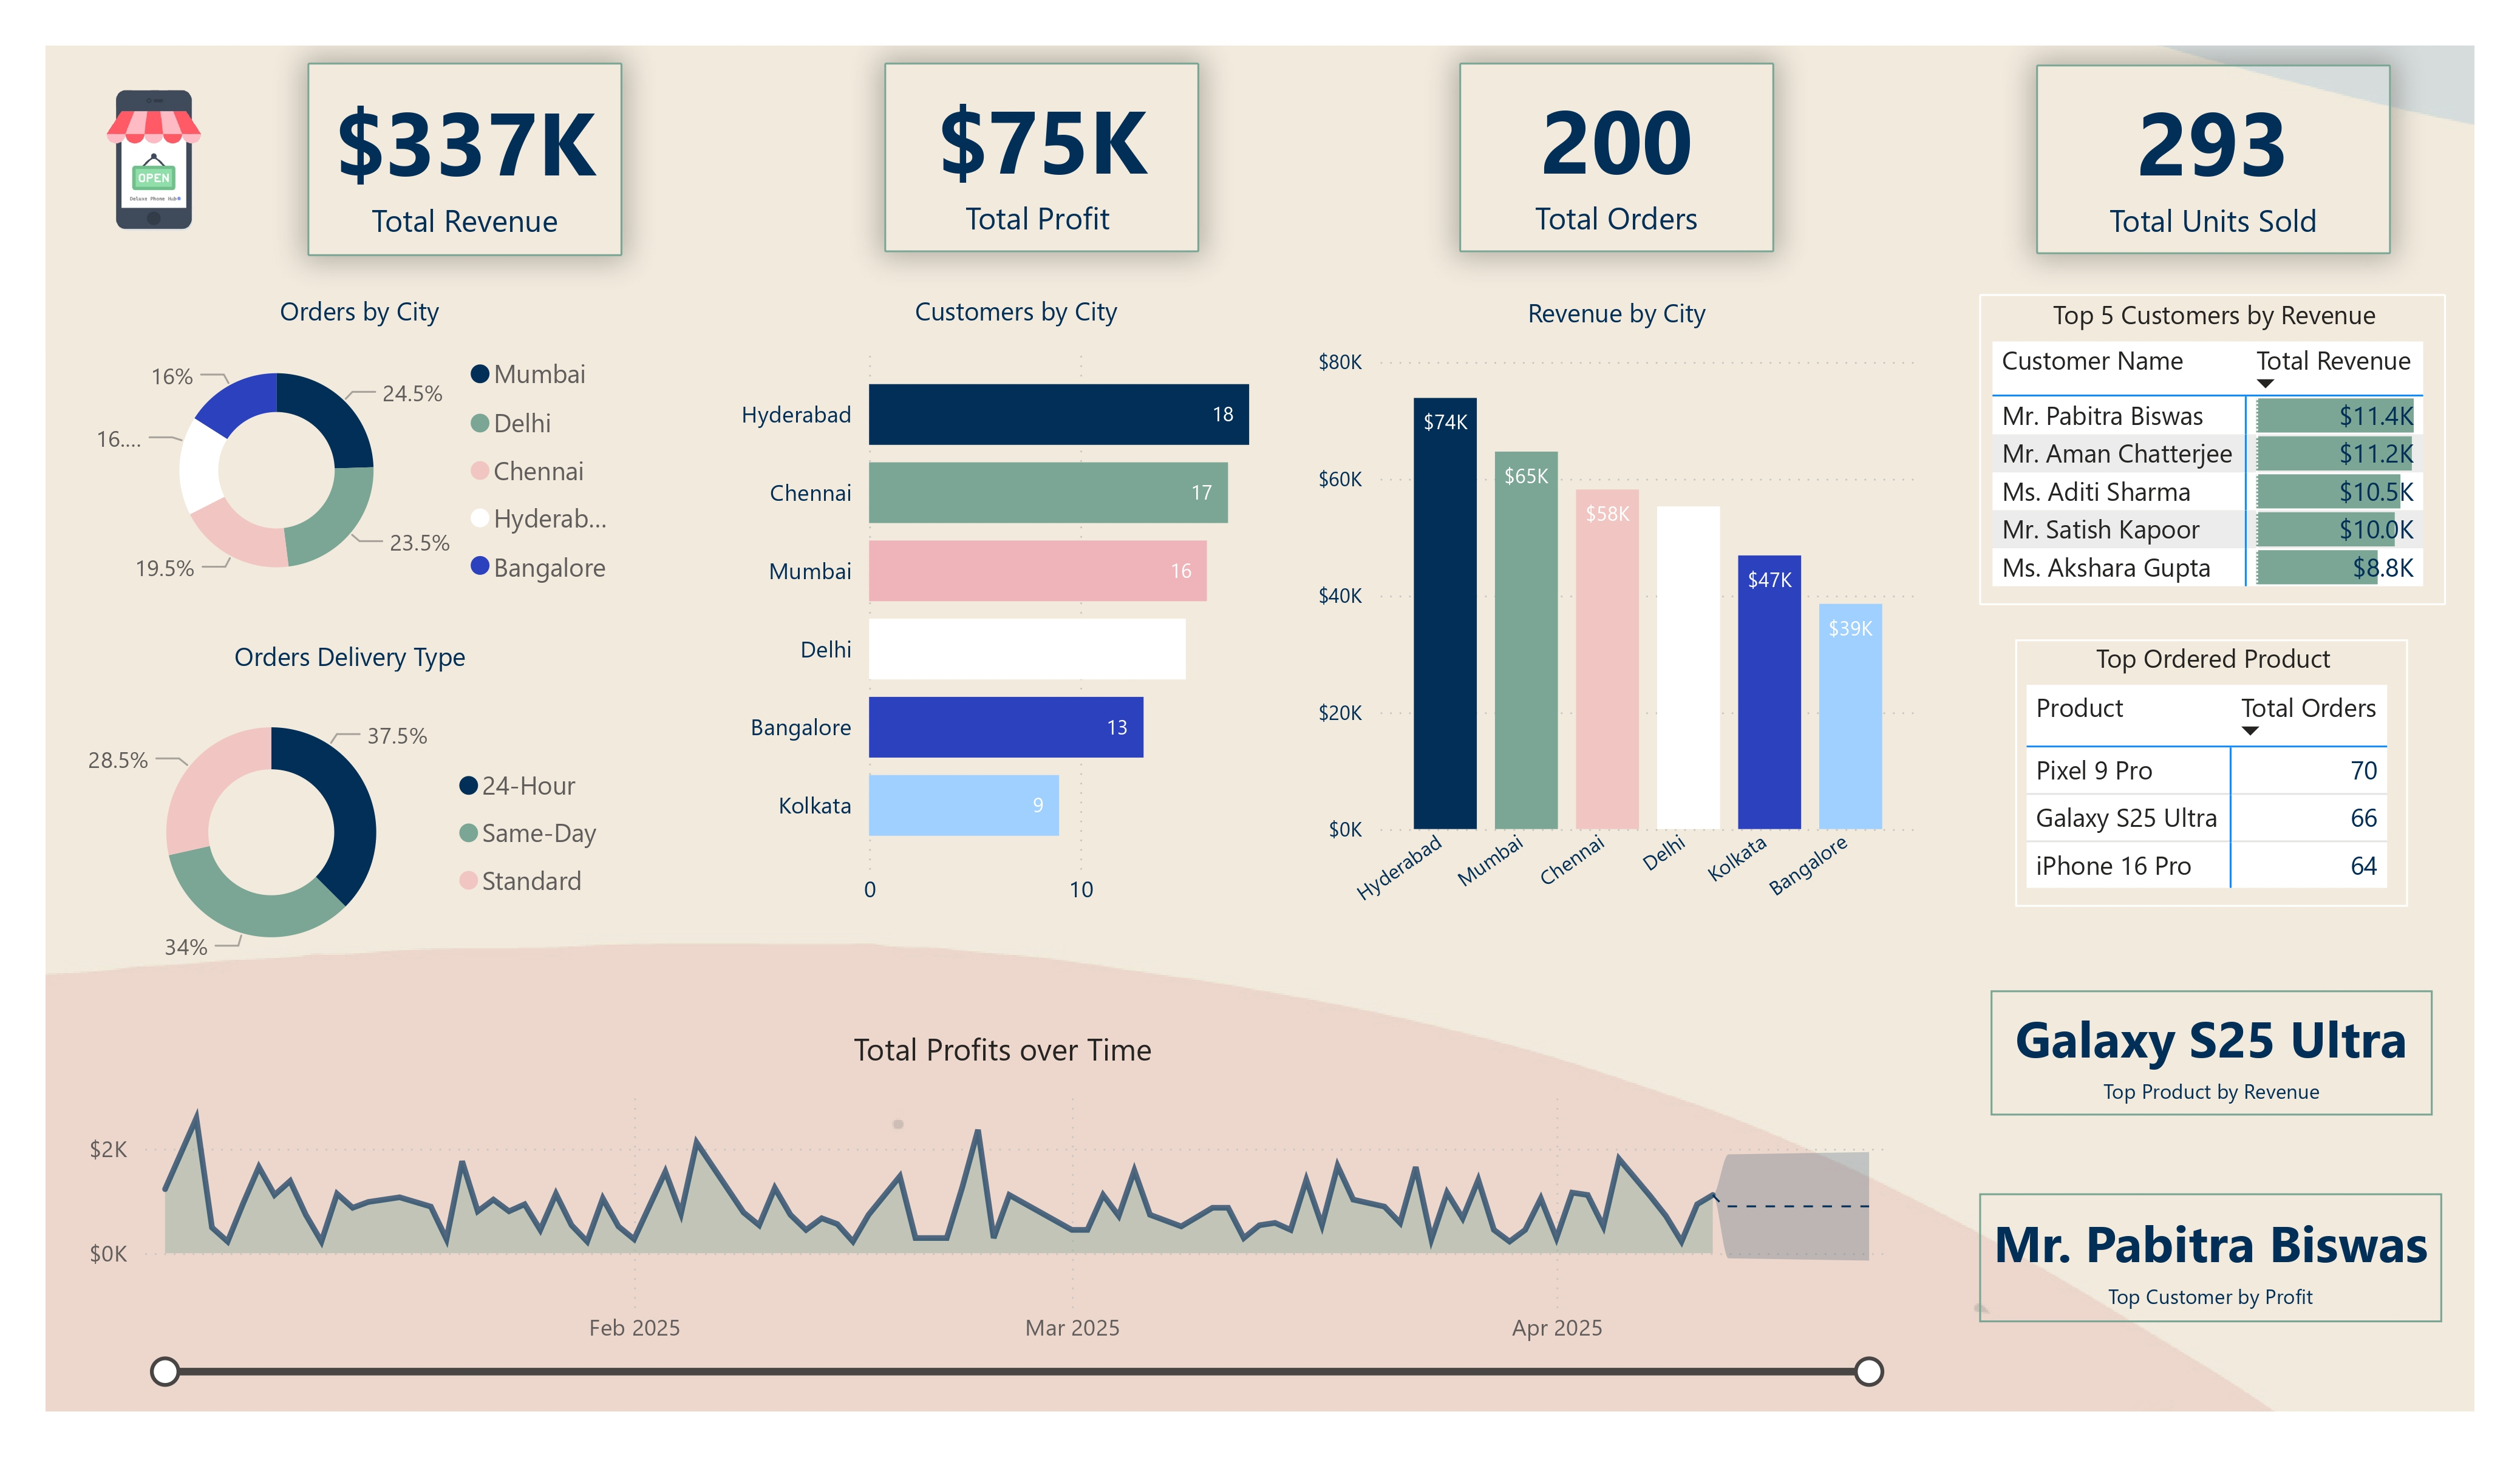 OPEN
Deluxe Phone Hub®
$337K
Total Revenue
$75K
Total Profit
200
Total Orders
293
Total Units Sold
Orders by City
16%
24.5%
16....
23.5%
19.5%
Mumbai
Delhi
Chennai
Hyderab...
Bangalore
Orders Delivery Type
28.5%
37.5%
34%
24-Hour
Same-Day
Standard
Customers by City
Hyderabad 18
Chennai 17
Mumbai 16
Delhi
Bangalore 13
Kolkata 9
0 10
Revenue by City
$80K
$60K
$40K
$20K
$0K
$74K
$65K
$58K
$47K
$39K
Hyderabad
Mumbai
Chennai
Delhi
Kolkata
Bangalore
Top 5 Customers by Revenue
Customer Name Total Revenue
Mr. Pabitra Biswas $11.4K
Mr. Aman Chatterjee $11.2K
Ms. Aditi Sharma $10.5K
Mr. Satish Kapoor $10.0K
Ms. Akshara Gupta $8.8K
Top Ordered Product
Product Total Orders
Pixel 9 Pro 70
Galaxy S25 Ultra 66
iPhone 16 Pro 64
Total Profits over Time
$2K
$0K
Feb 2025 Mar 2025 Apr 2025
Galaxy S25 Ultra
Top Product by Revenue
Mr. Pabitra Biswas
Top Customer by Profit